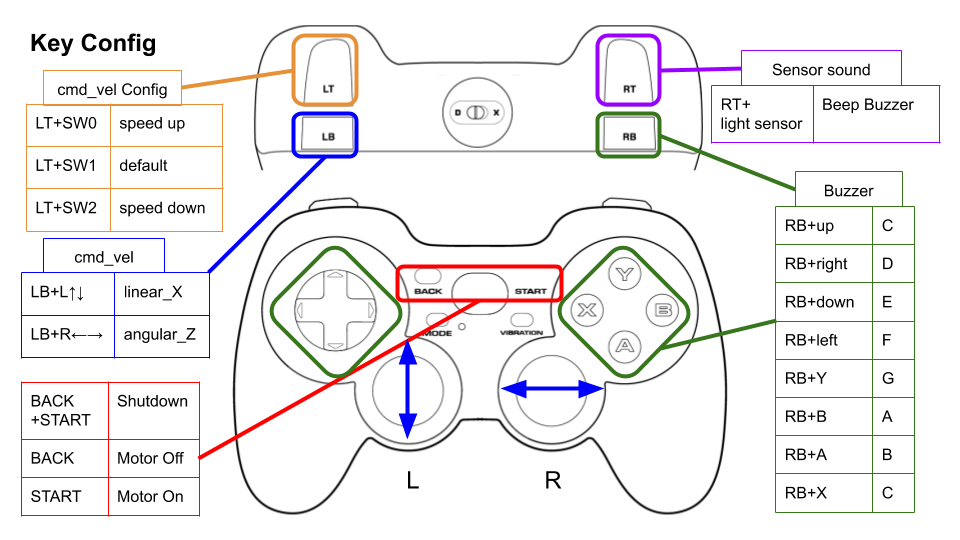 Key Config
cmd_vel Config
LT+SW0 speed up
LT+SW1 default
LT+SW2 speed down
cmd_vel
LB+L↑↓ linear_X
LB+R←→ angular_Z
BACK
+START Shutdown
BACK Motor Off
START Motor On
LT
LB
D X
RT
RB
BACK
START
MODE
VIBRATION
Y
X
B
A
L
R
Sensor sound
RT+
light sensor Beep Buzzer
Buzzer
RB+up C
RB+right D
RB+down E
RB+left F
RB+Y G
RB+B A
RB+A B
RB+X C